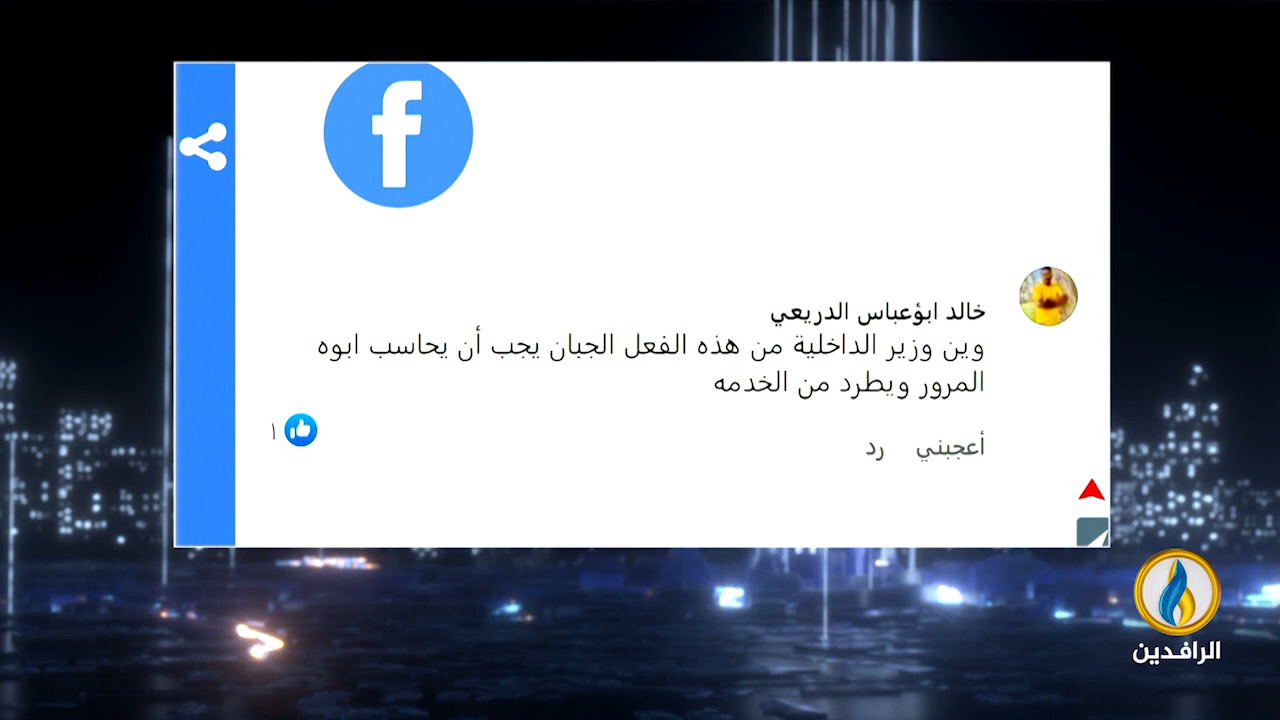 خالد ابؤعباس الدريعي
وين وزير الداخلية من هذه الفعل الجبان يجب أن يحاسب ابوه
المرور ويطرد من الخدمه
أعجبني رد
١
الرافدين